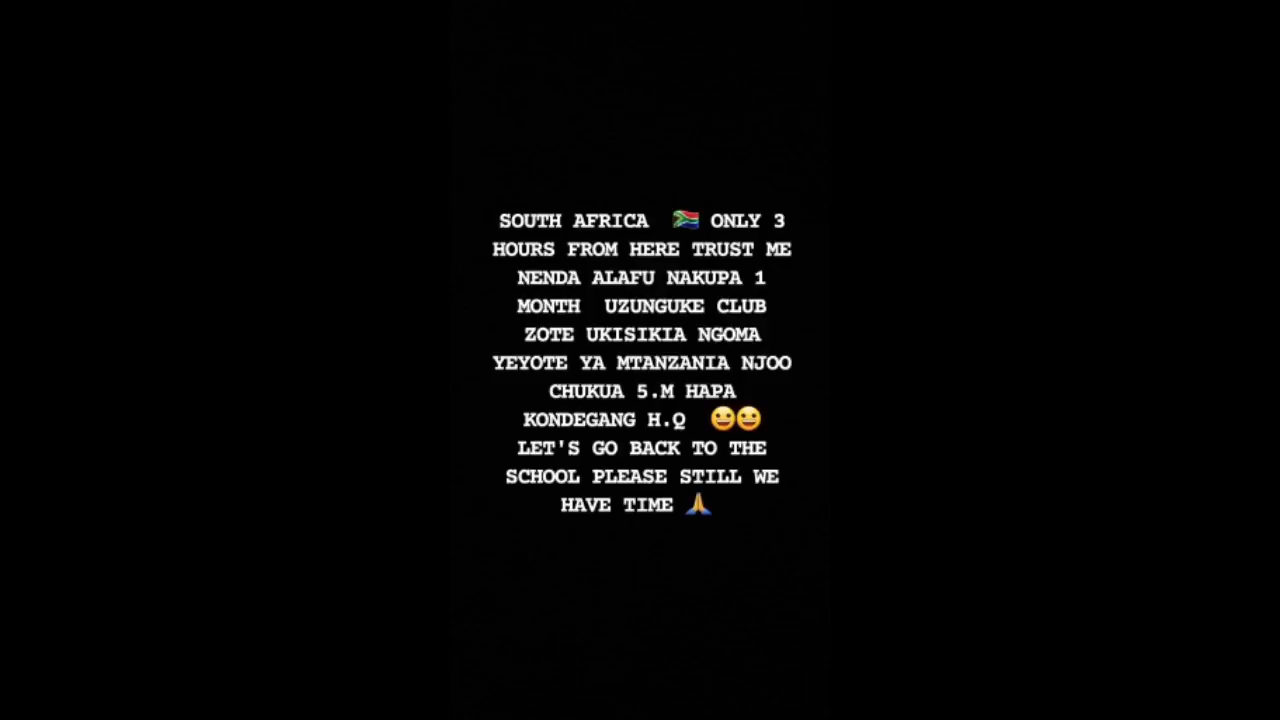 SOUTH AFRICA 🇿🇦 ONLY 3
HOURS FROM HERE TRUST ME
NENDA ALAFU NAKUPA 1
MONTH UZUNGUKE CLUB
ZOTE UKISIKIA NGOMA
YEYOTE YA MTANZANIA NJOO
CHUKUA 5.M HAPA
KONDEGANG H.Q 😀😀
LET'S GO BACK TO THE
SCHOOL PLEASE STILL WE
HAVE TIME 🙏